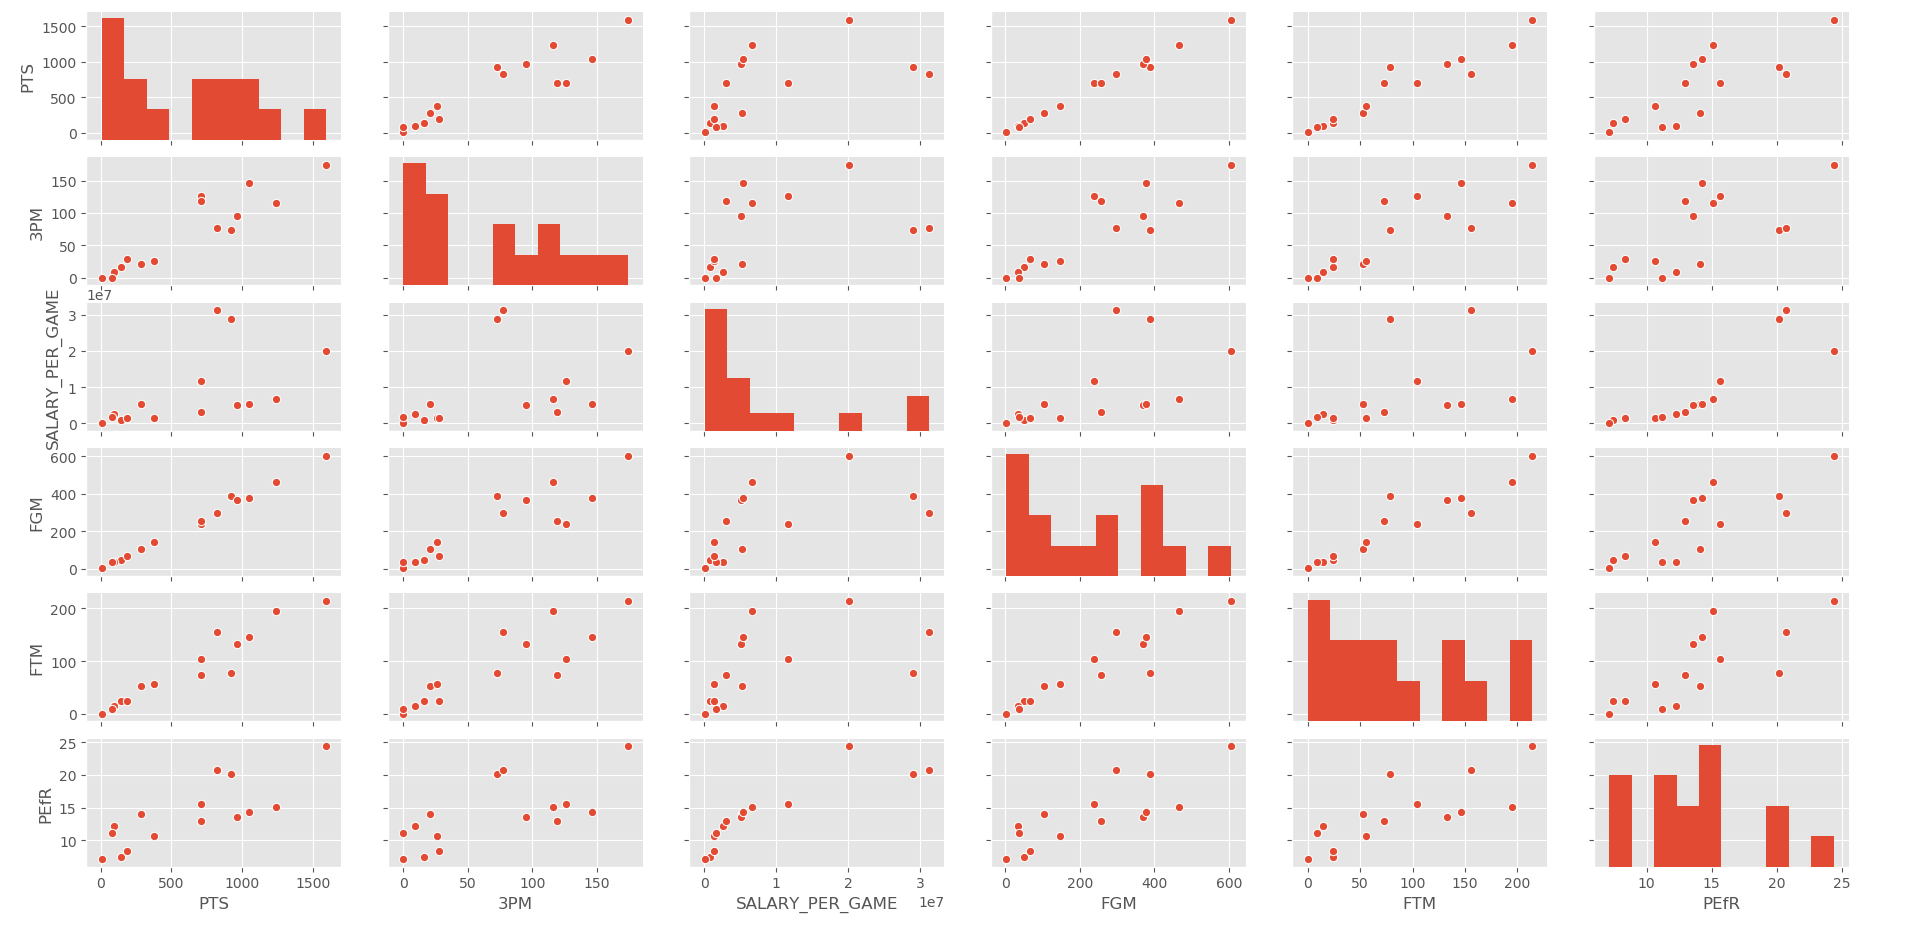 PTS
1500
1000
500
0
3PM
150
100
50
0
SALARY_PER_GAME
1e7
3
2
1
0
FGM
600
400
200
0
FTM
200
100
0
PEfR
25
20
15
10
0 500 1000 1500
PTS
0 50 100 150
3PM
0 1 2 3
SALARY_PER_GAME 1e7
0 200 400 600
FGM
0 50 100 150 200
FTM
10 15 20 25
PEfR